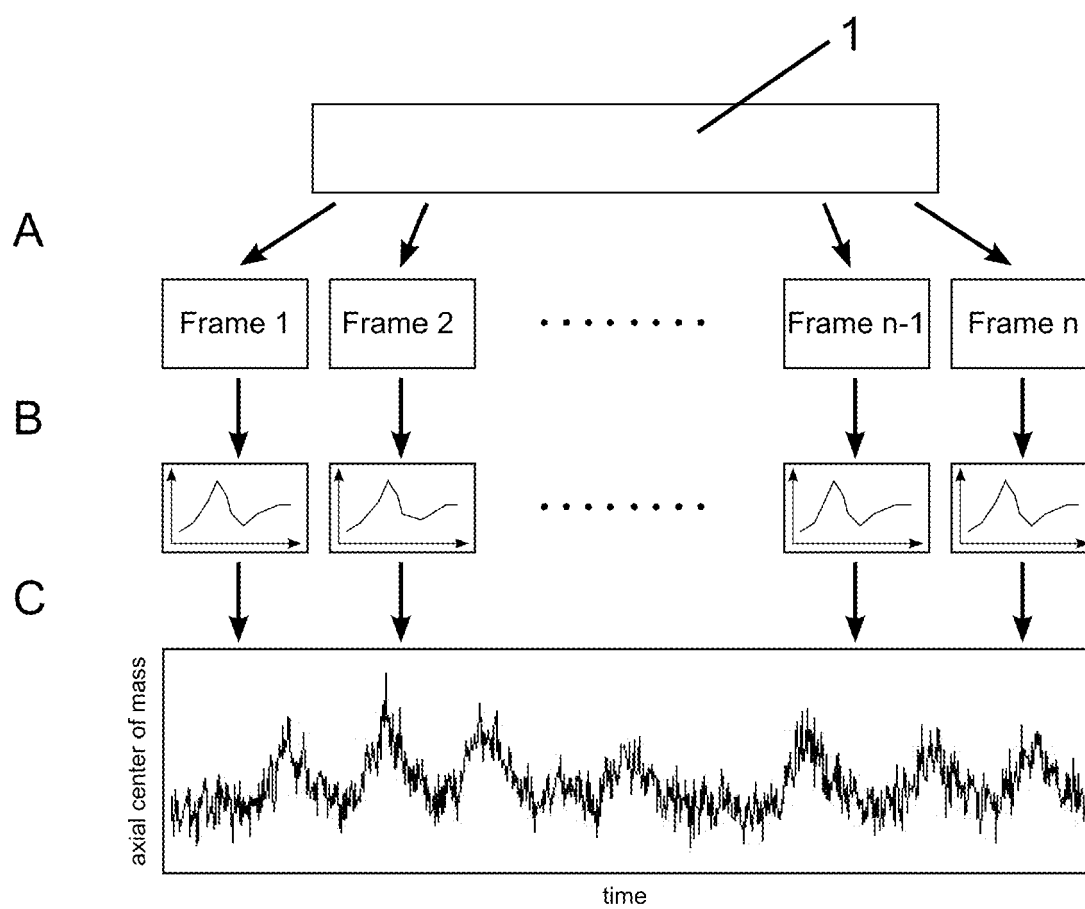 1
A
Frame 1
Frame 2
Frame n-1
Frame n
B
C
axial center of mass
time